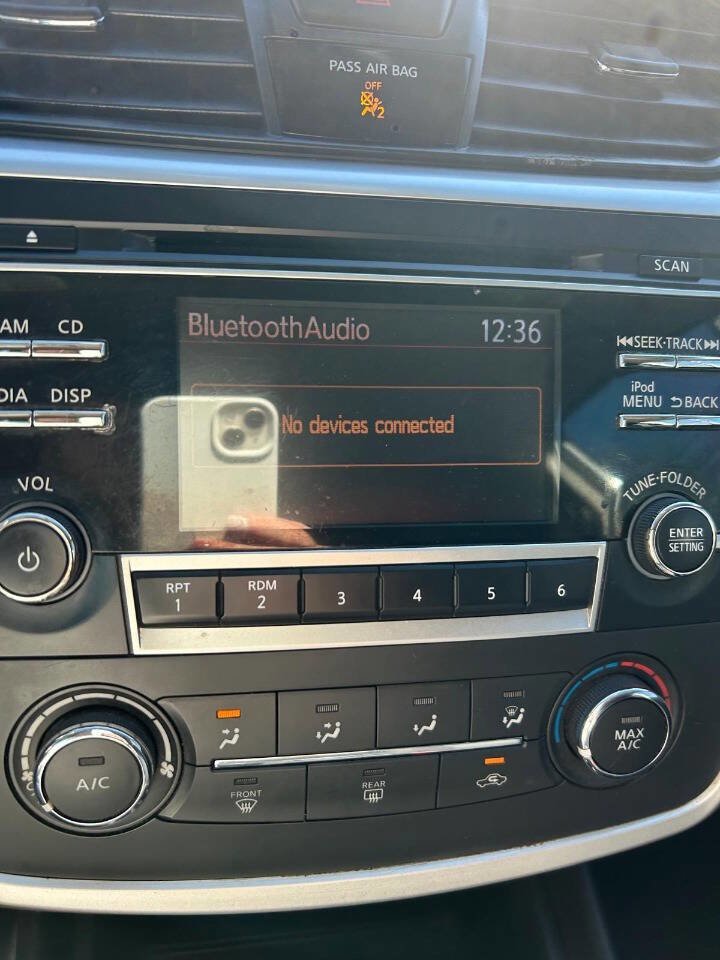 PASS AIR BAG
OFF
2
SCAN
AM CD
BluetoothAudio 12:36
SEEK·TRACK
DIA DISP
iPod
MENU BACK
No devices connected
VOL
TUNE·FOLDER
ENTER
SETTING
RPT
1
RDM
2
3
4
5
6
A/C
MAX
A/C
FRONT
REAR